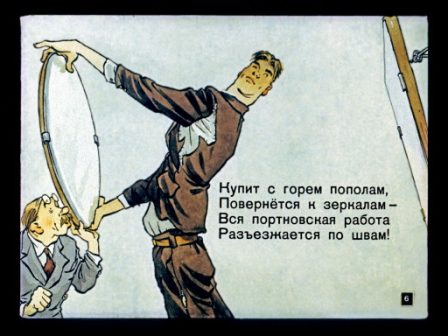 Купит с горем пополам,
Повернётся к зеркалам —
Вся портновская работа
Разъезжается по швам!
6